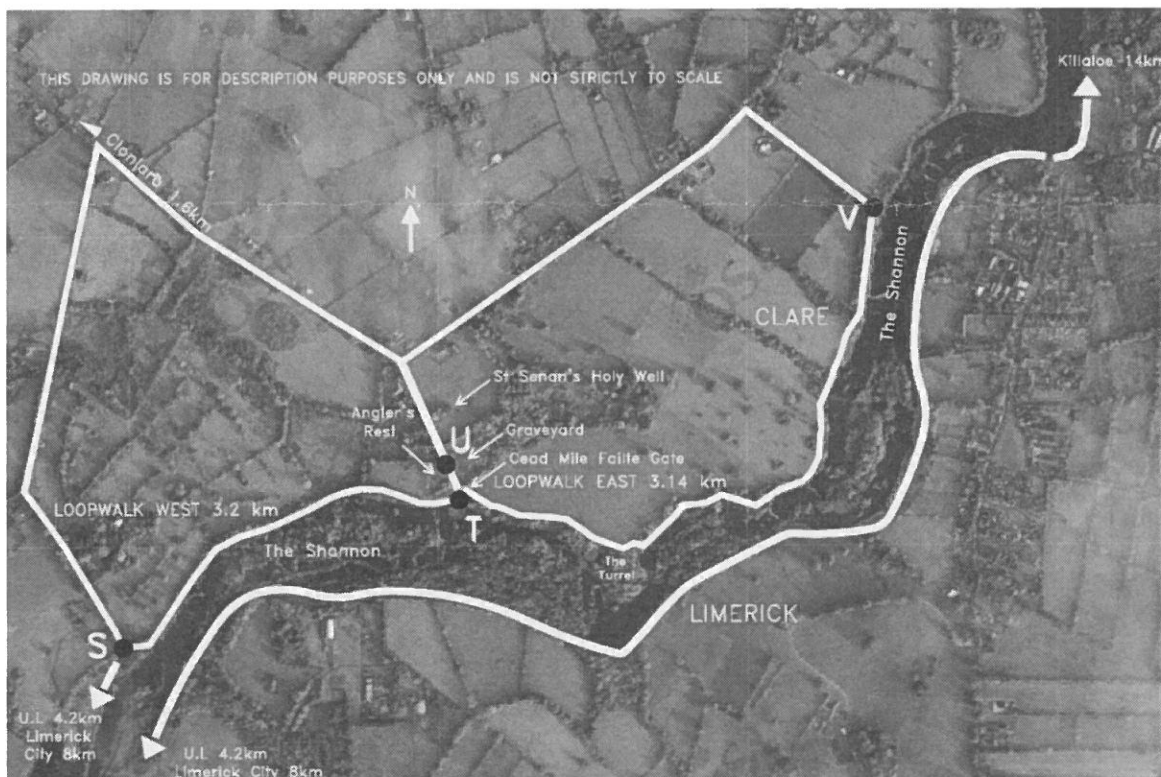 THIS DRAWING IS FOR DESCRIPTION PURPOSES ONLY AND IS NOT STRICTLY TO SCALE
Killaloe 14km
Clonlara 1.6km
N
V
The Shannon
CLARE
St Senan's Holy Well
Angler's
Rest
U
Graveyard
Cead Mile Failte Gate
LOOPWALK EAST 3.14 km
LOOPWALK WEST 3.2 km
T
The Shannon
The
Turret
LIMERICK
S
U.L 4.2km
Limerick
City 8km
U.L 4.2km
Limerick City 8km